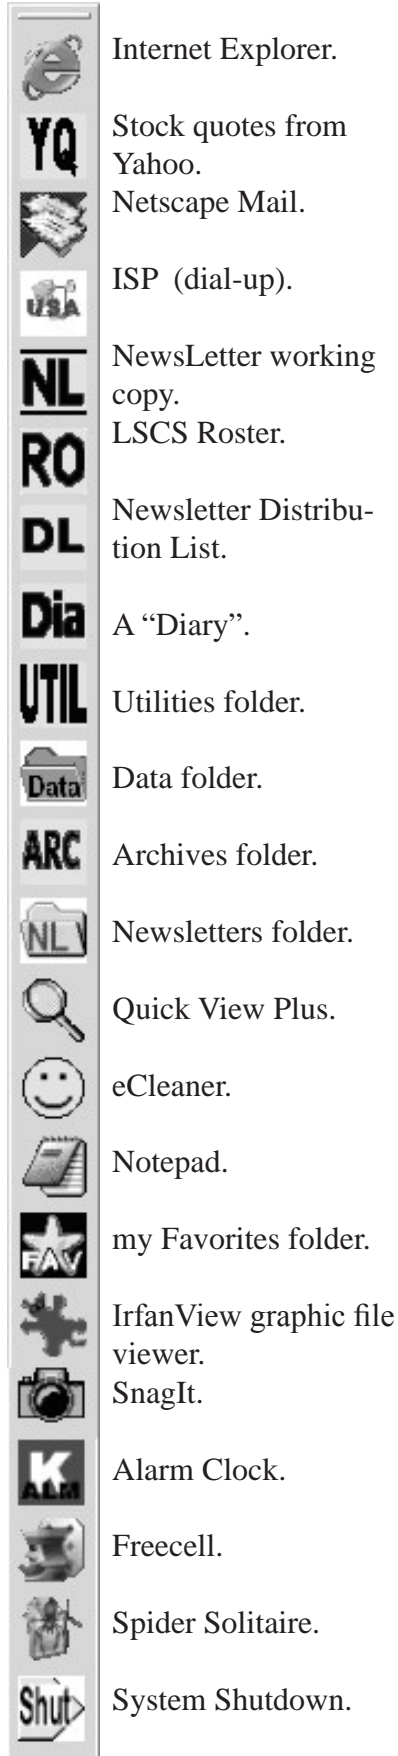 Internet Explorer.
YQ
Stock quotes from
Yahoo.
Netscape Mail.
USA
ISP (dial-up).
NL
NewsLetter working
copy.
RO
LSCS Roster.
DL
Newsletter Distribu-
tion List.
Dia
A “Diary”.
UTIL
Utilities folder.
Data
Data folder.
ARC
Archives folder.
NL
Newsletters folder.
Quick View Plus.
eCleaner.
Notepad.
FAV
my Favorites folder.
IrfanView graphic file
viewer.
SnagIt.
K
ALM
Alarm Clock.
Freecell.
Spider Solitaire.
Shut
System Shutdown.